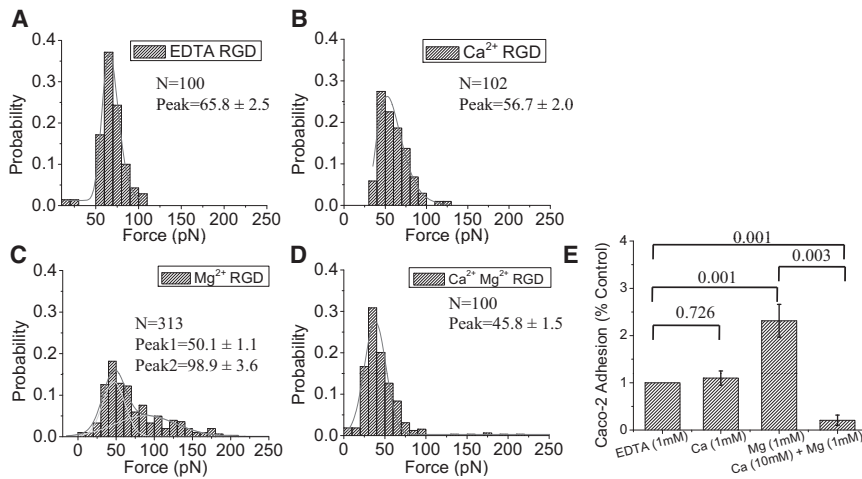 A
EDTA RGD
N=100
Peak=65.8 ± 2.5
Probability
0.4
0.3
0.2
0.1
0.0
50 100 150 200 250
Force (pN)
B
Ca2+ RGD
N=102
Peak=56.7 ± 2.0
Probability
0.4
0.3
0.2
0.1
0.0
0 50 100 150 200 250
Force (pN)
C
Mg2+ RGD
N=313
Peak1=50.1 ± 1.1
Peak2=98.9 ± 3.6
Probability
0.4
0.3
0.2
0.1
0.0
0 50 100 150 200 250
Force (pN)
D
Ca2+ Mg2+ RGD
N=100
Peak=45.8 ± 1.5
Probability
0.4
0.3
0.2
0.1
0.0
0 50 100 150 200 250
Force (pN)
E
0.001
0.003
0.001
0.726
Caco-2 Adhesion (% Control)
4
3
2
1
0
EDTA (1mM)
Ca (1mM)
Mg (1mM)
Ca (10mM) + Mg (1mM)